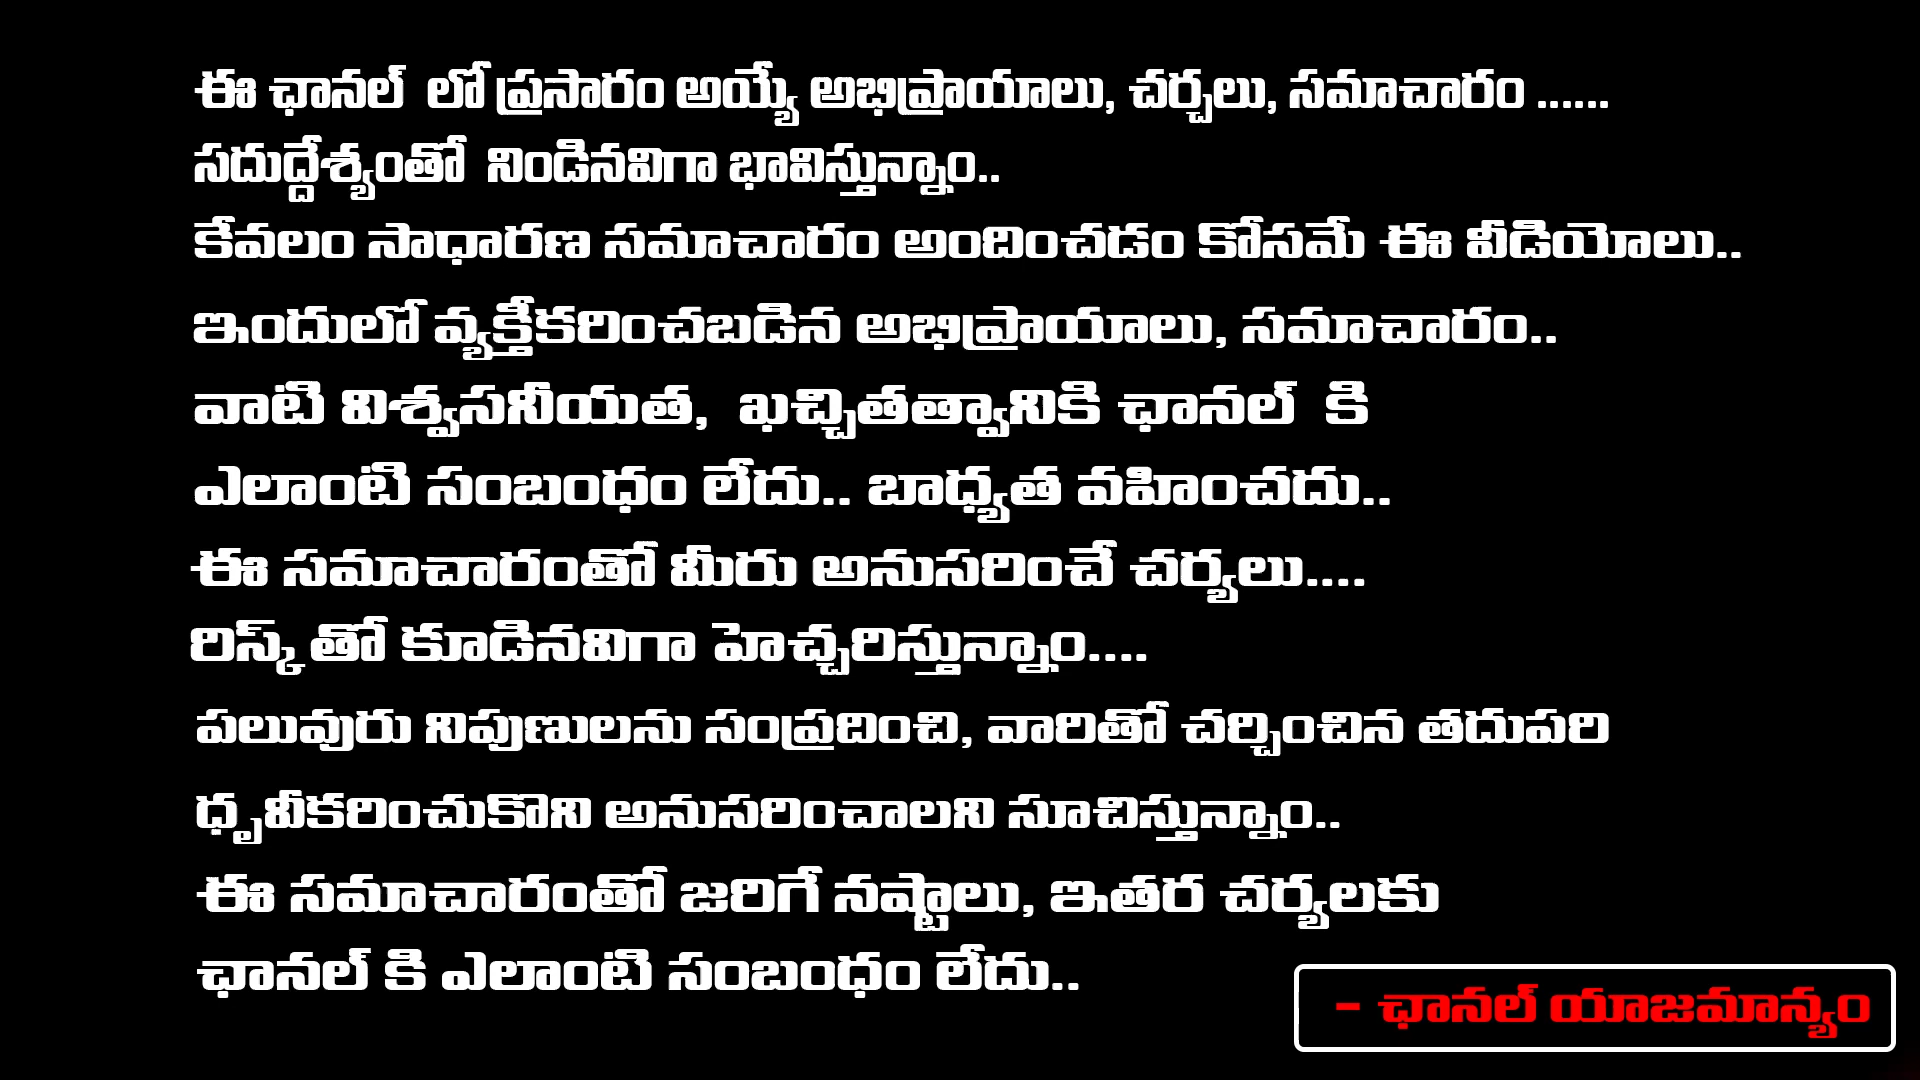 ఈ ఛానల్ లో ప్రసారం అయ్యే అభిప్రాయాలు, చర్చలు, సమాచారం ......
సదుద్దేశ్యంతో నిండినవిగా భావిస్తున్నాం..
కేవలం సాధారణ సమాచారం అందించడం కోసమే ఈ వీడియోలు..
ఇందులో వ్యక్తీకరించబడిన అభిప్రాయాలు, సమాచారం..
వాటి విశ్వసనీయత, ఖచ్చితత్వానికి ఛానల్ కి
ఎలాంటి సంబంధం లేదు.. బాధ్యత వహించదు..
ఈ సమాచారంతో మీరు అనుసరించే చర్యలు....
రిస్క్ తో కూడినవిగా హెచ్చరిస్తున్నాం....
పలువురు నిపుణులను సంప్రదించి, వారితో చర్చించిన తదుపరి
ధృవీకరించుకొని అనుసరించాలని సూచిస్తున్నాం..
ఈ సమాచారంతో జరిగే నష్టాలు, ఇతర చర్యలకు
ఛానల్ కి ఎలాంటి సంబంధం లేదు..
- ఛానల్ యాజమాన్యం